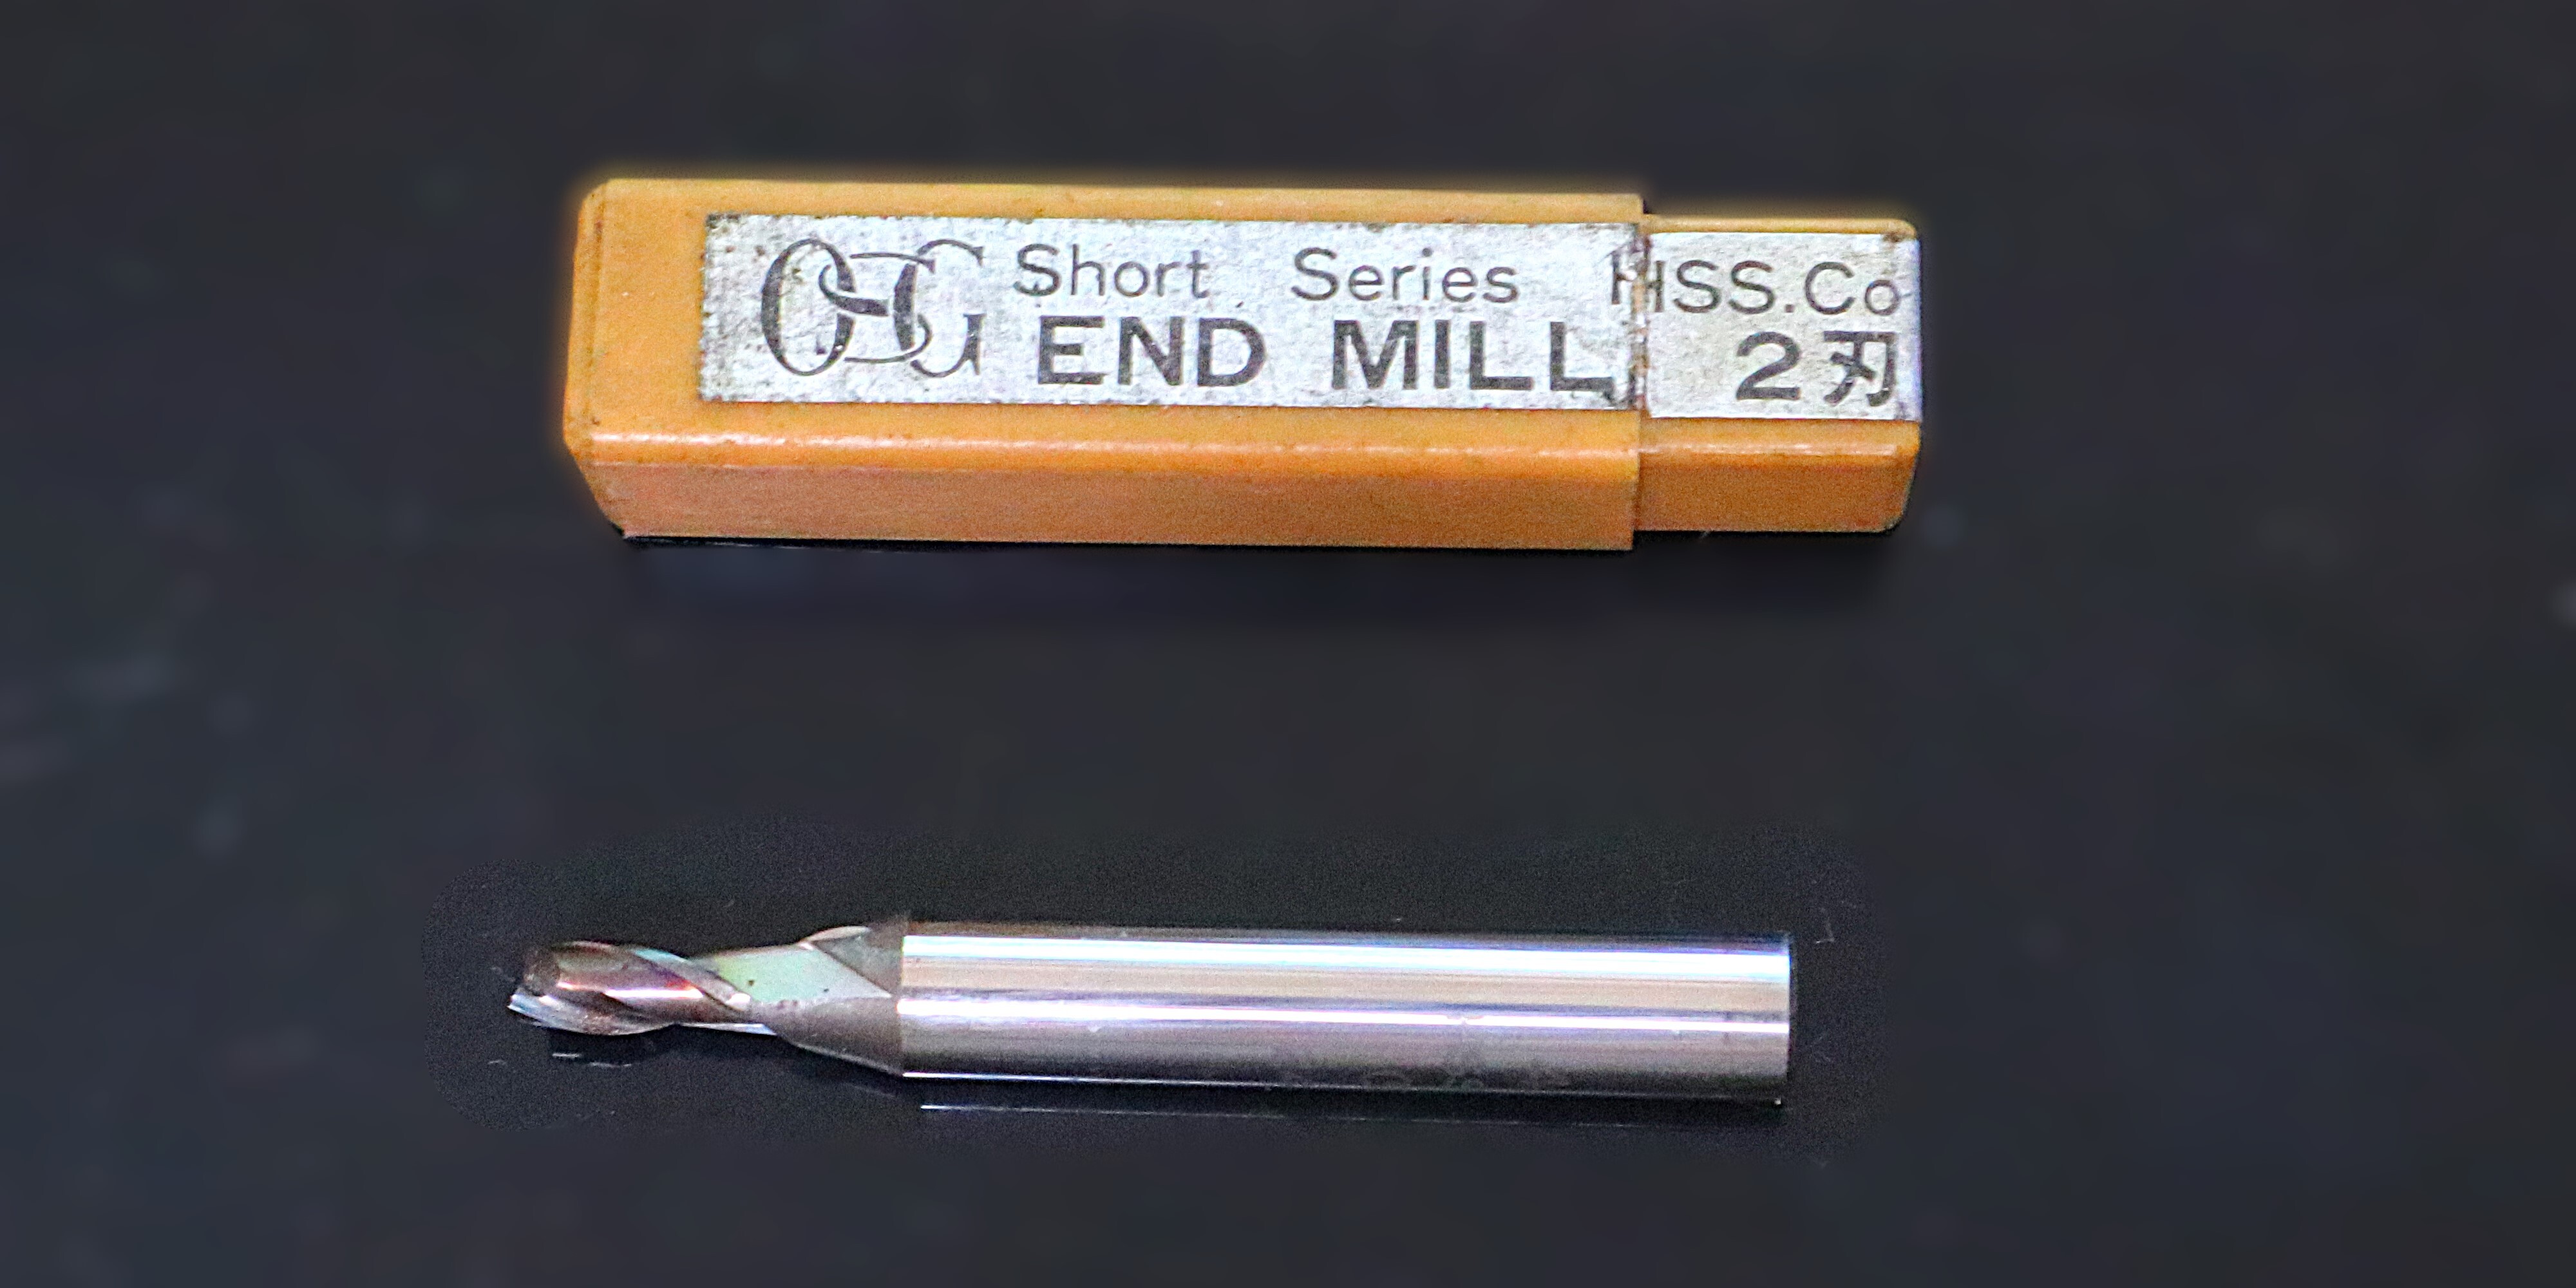 OSG Short Series HSS.Co
END MILL 2刃